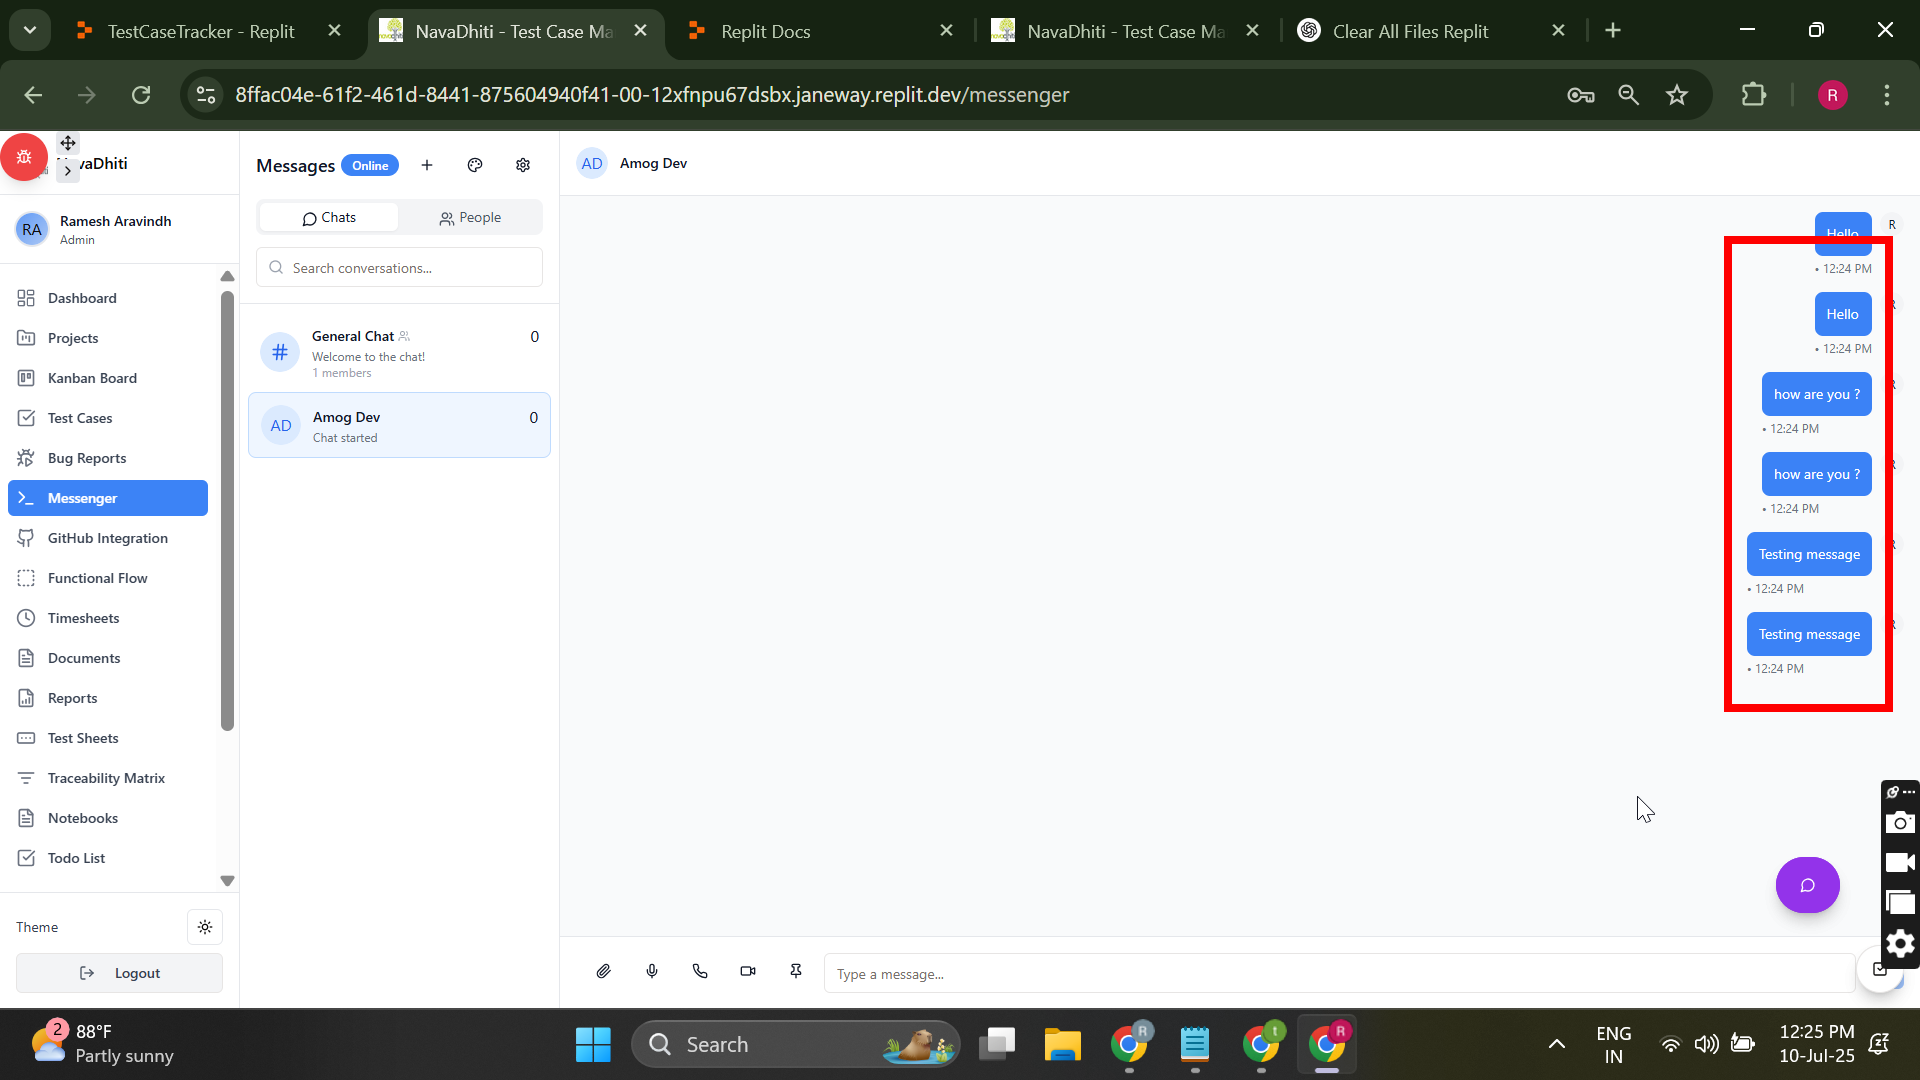 TestCaseTracker - Replit
NavaDhiti - Test Case Ma
Replit Docs
NavaDhiti - Test Case Ma
Clear All Files Replit
8ffac04e-61f2-461d-8441-875604940f41-00-12xfnpu67dsbx.janeway.replit.dev/messenger
R
NavaDhiti
RA
Ramesh Aravindh
Admin
Dashboard
Projects
Kanban Board
Test Cases
Bug Reports
Messenger
GitHub Integration
Functional Flow
Timesheets
Documents
Reports
Test Sheets
Traceability Matrix
Notebooks
Todo List
Theme
Logout
Messages
Online
Chats
People
Search conversations...
General Chat
0
Welcome to the chat!
1 members
AD
Amog Dev
0
Chat started
AD
Amog Dev
Hello
R
• 12:24 PM
Hello
R
• 12:24 PM
how are you ?
R
• 12:24 PM
how are you ?
R
• 12:24 PM
Testing message
R
• 12:24 PM
Testing message
R
• 12:24 PM
Type a message...
2
88°F
Partly sunny
Search
R
t
R
ENG
IN
12:25 PM
10-Jul-25